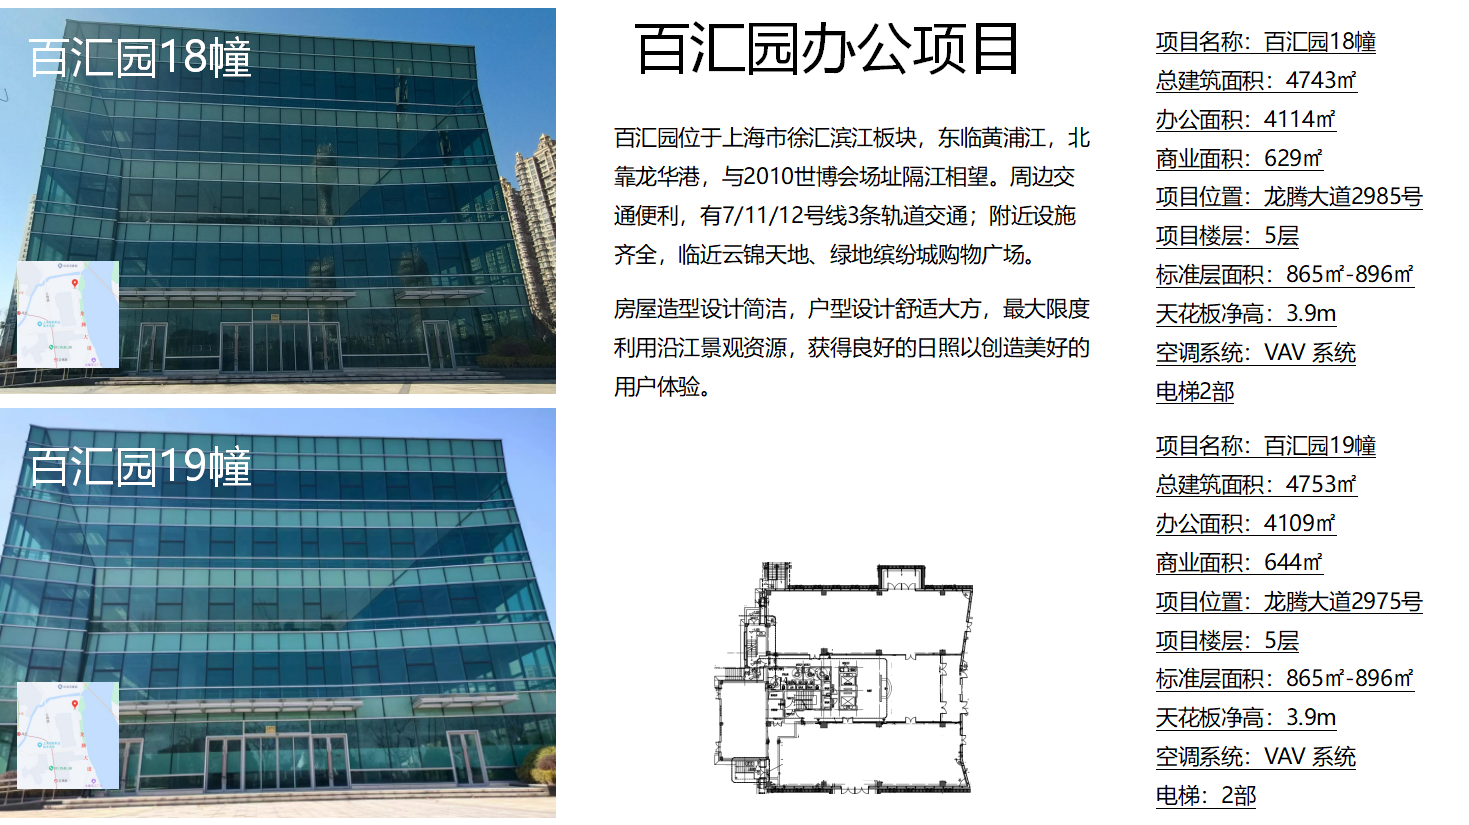 百汇园18幢
百汇园19幢
百汇园办公项目
百汇园位于上海市徐汇滨江板块，东临黄浦江，北
靠龙华港，与2010世博会场址隔江相望。周边交
通便利，有7/11/12号线3条轨道交通；附近设施
齐全，临近云锦天地、绿地缤纷城购物广场。
房屋造型设计简洁，户型设计舒适大方，最大限度
利用沿江景观资源，获得良好的日照以创造美好的
用户体验。
项目名称：百汇园18幢
总建筑面积：4743㎡
办公面积：4114㎡
商业面积：629㎡
项目位置：龙腾大道2985号
项目楼层：5层
标准层面积：865㎡-896㎡
天花板净高：3.9m
空调系统：VAV 系统
电梯2部
项目名称：百汇园19幢
总建筑面积：4753㎡
办公面积：4109㎡
商业面积：644㎡
项目位置：龙腾大道2975号
项目楼层：5层
标准层面积：865㎡-896㎡
天花板净高：3.9m
空调系统：VAV 系统
电梯：2部